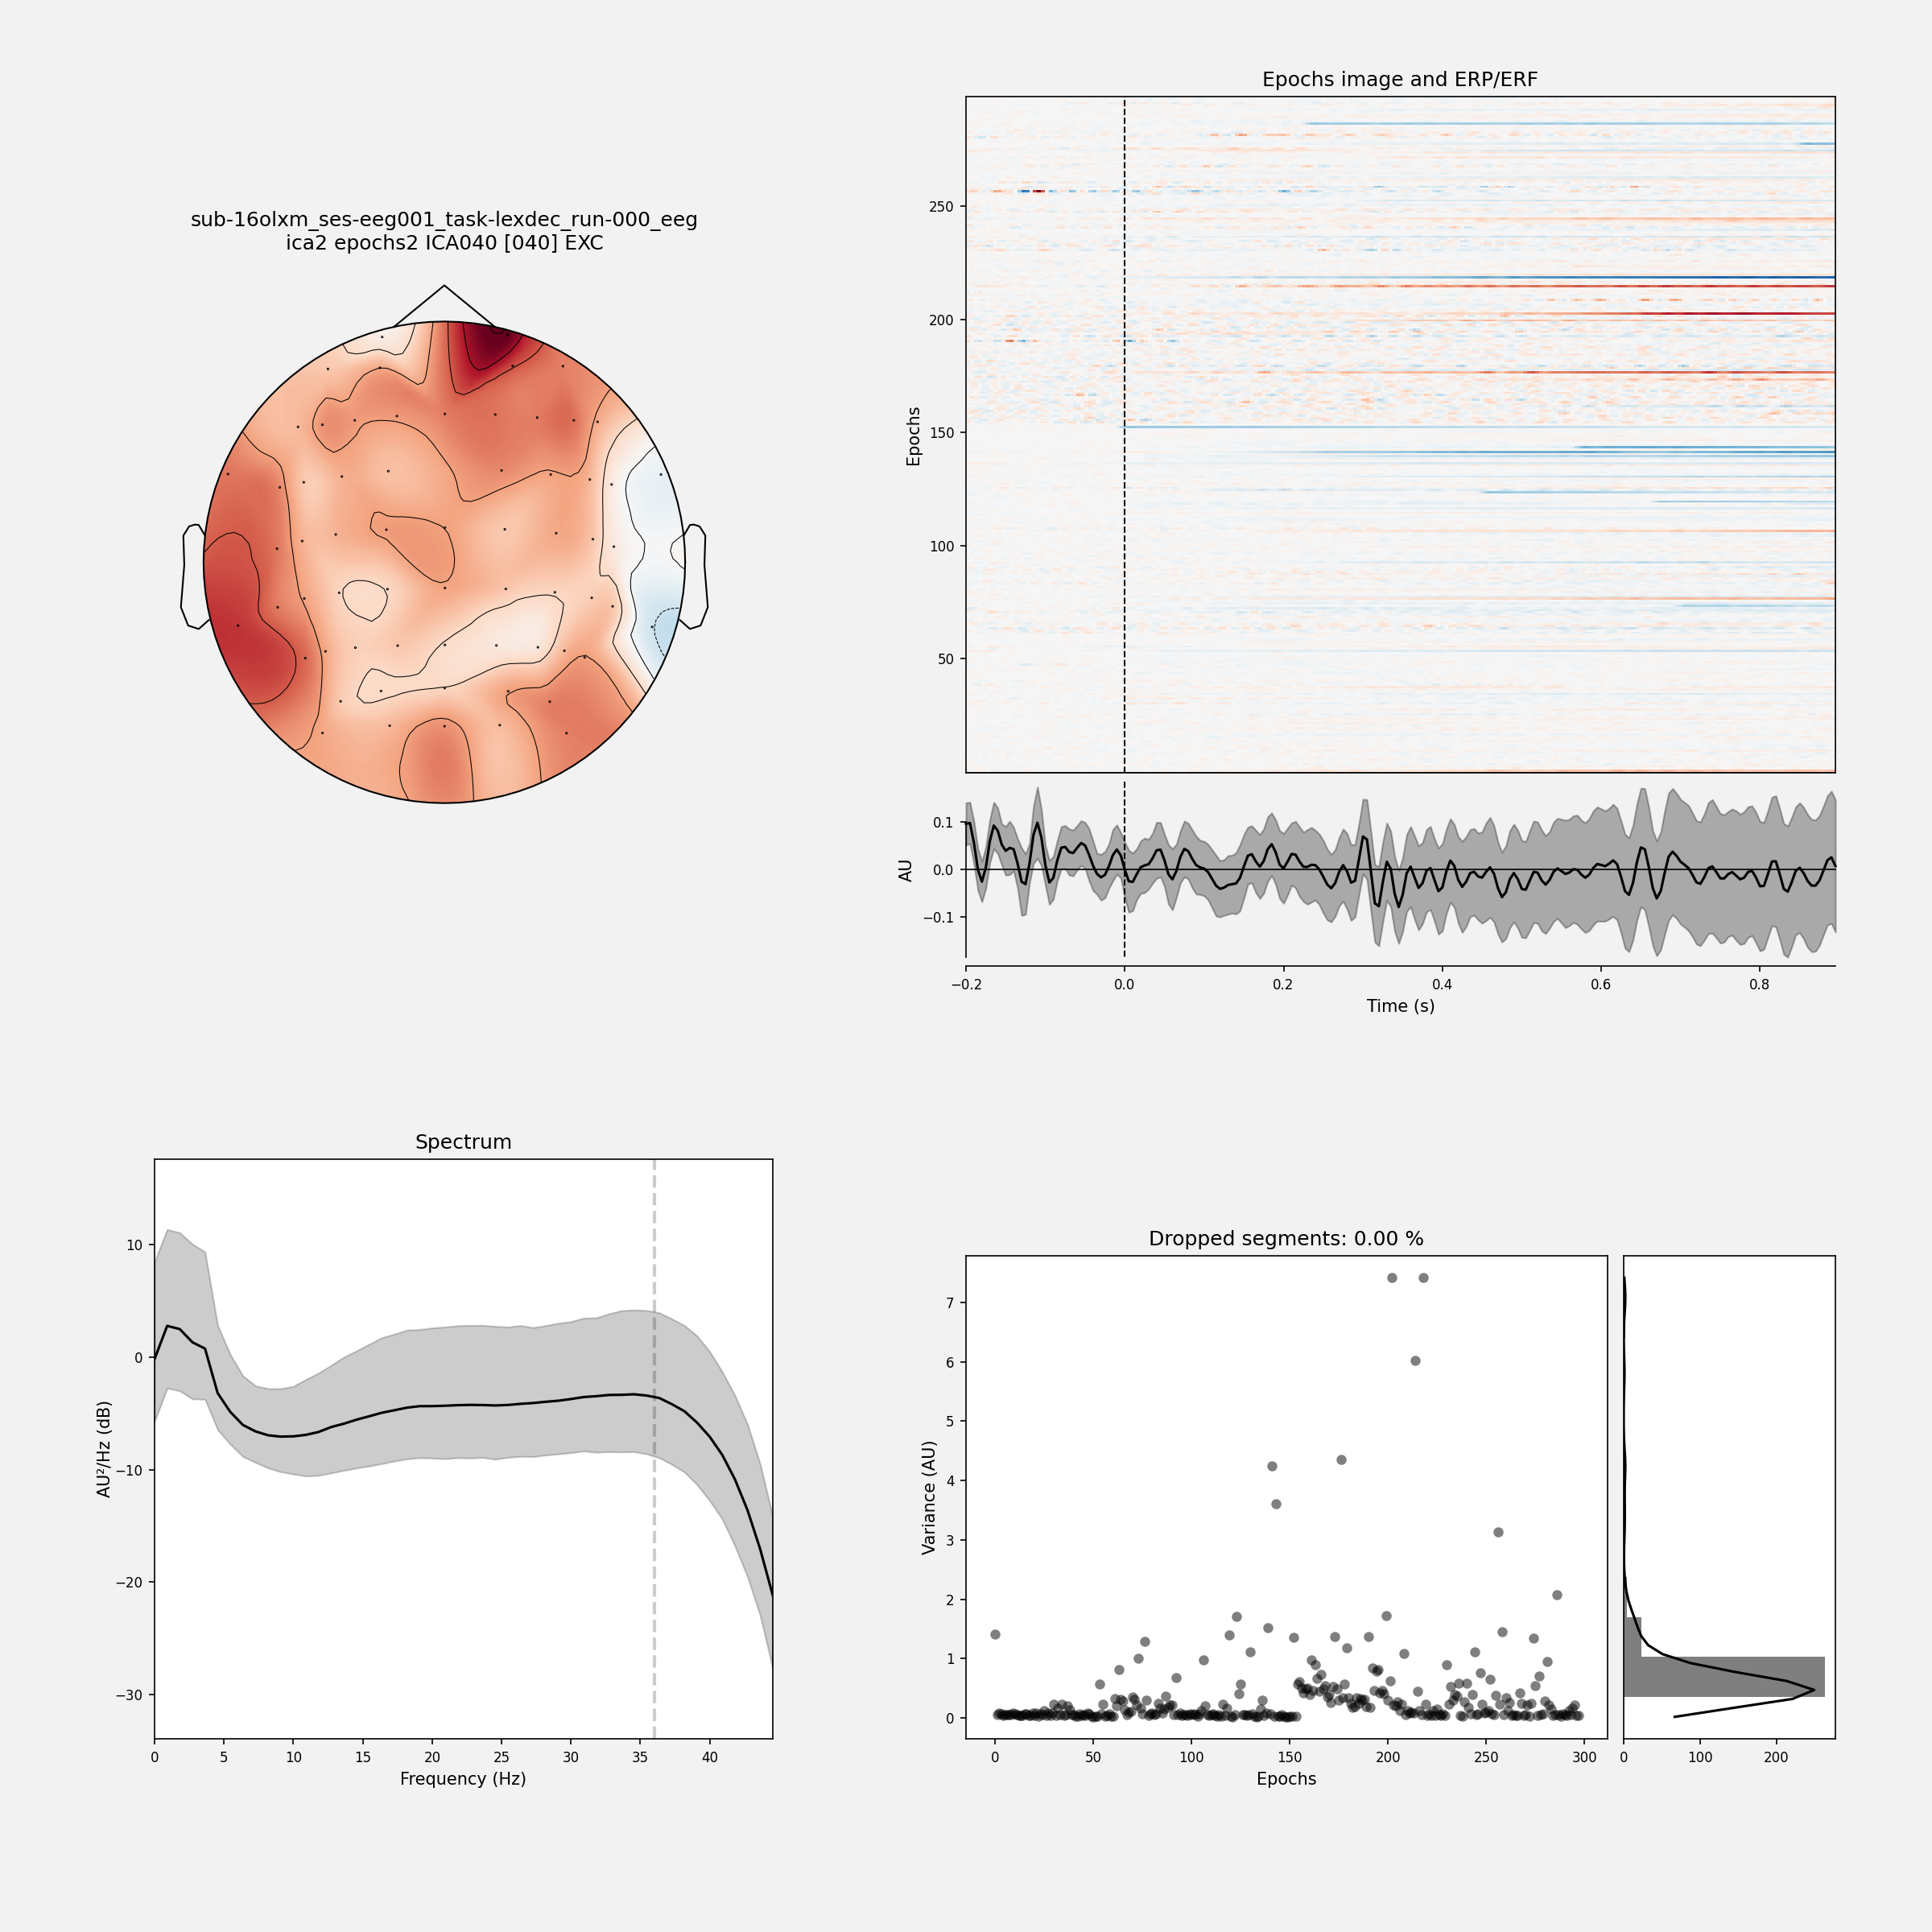 sub-16olxm_ses-eeg001_task-lexdec_run-000_eeg
ica2 epochs2 ICA040 [040] EXC
Epochs image and ERP/ERF
Epochs
250
200
150
100
50
AU
0.1
0.0
−0.1
−0.2 0.0 0.2 0.4 0.6 0.8
Time (s)
Spectrum
AU²/Hz (dB)
10
0
−10
−20
−30
0 5 10 15 20 25 30 35 40
Frequency (Hz)
Dropped segments: 0.00 %
Variance (AU)
7
6
5
4
3
2
1
0
0 50 100 150 200 250 300
Epochs
0 100 200